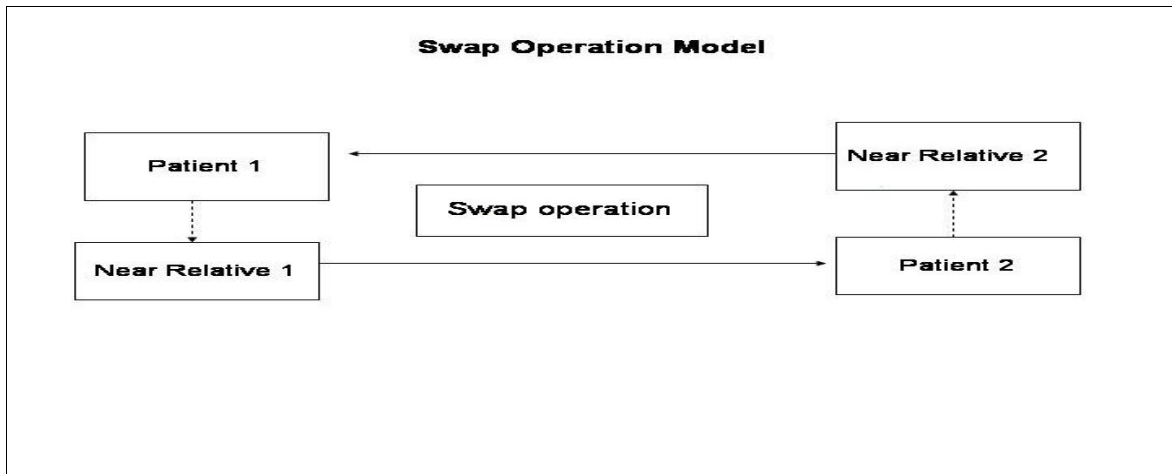 Swap Operation Model
Patient 1
Near Relative 2
Swap operation
Near Relative 1
Patient 2